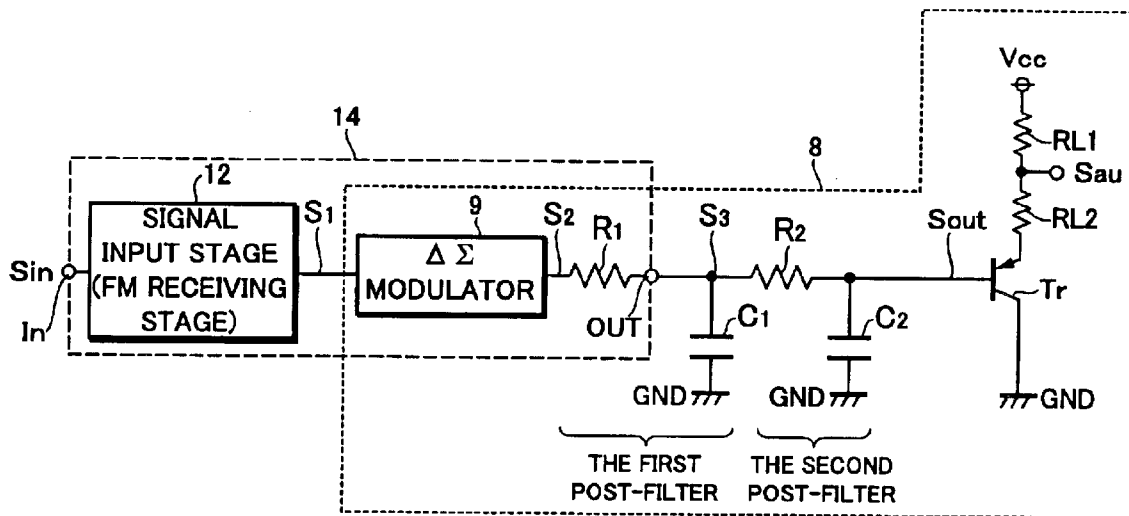 14
8
Vcc
RL1
Sau
RL2
12
SIGNAL
INPUT STAGE
(FM RECEIVING
STAGE)
Sin
In
S1
9
Δ Σ
MODULATOR
S2
R1
OUT
S3
R2
Sout
Tr
C1
C2
GND
GND
GND
THE FIRST
POST-FILTER
THE SECOND
POST-FILTER